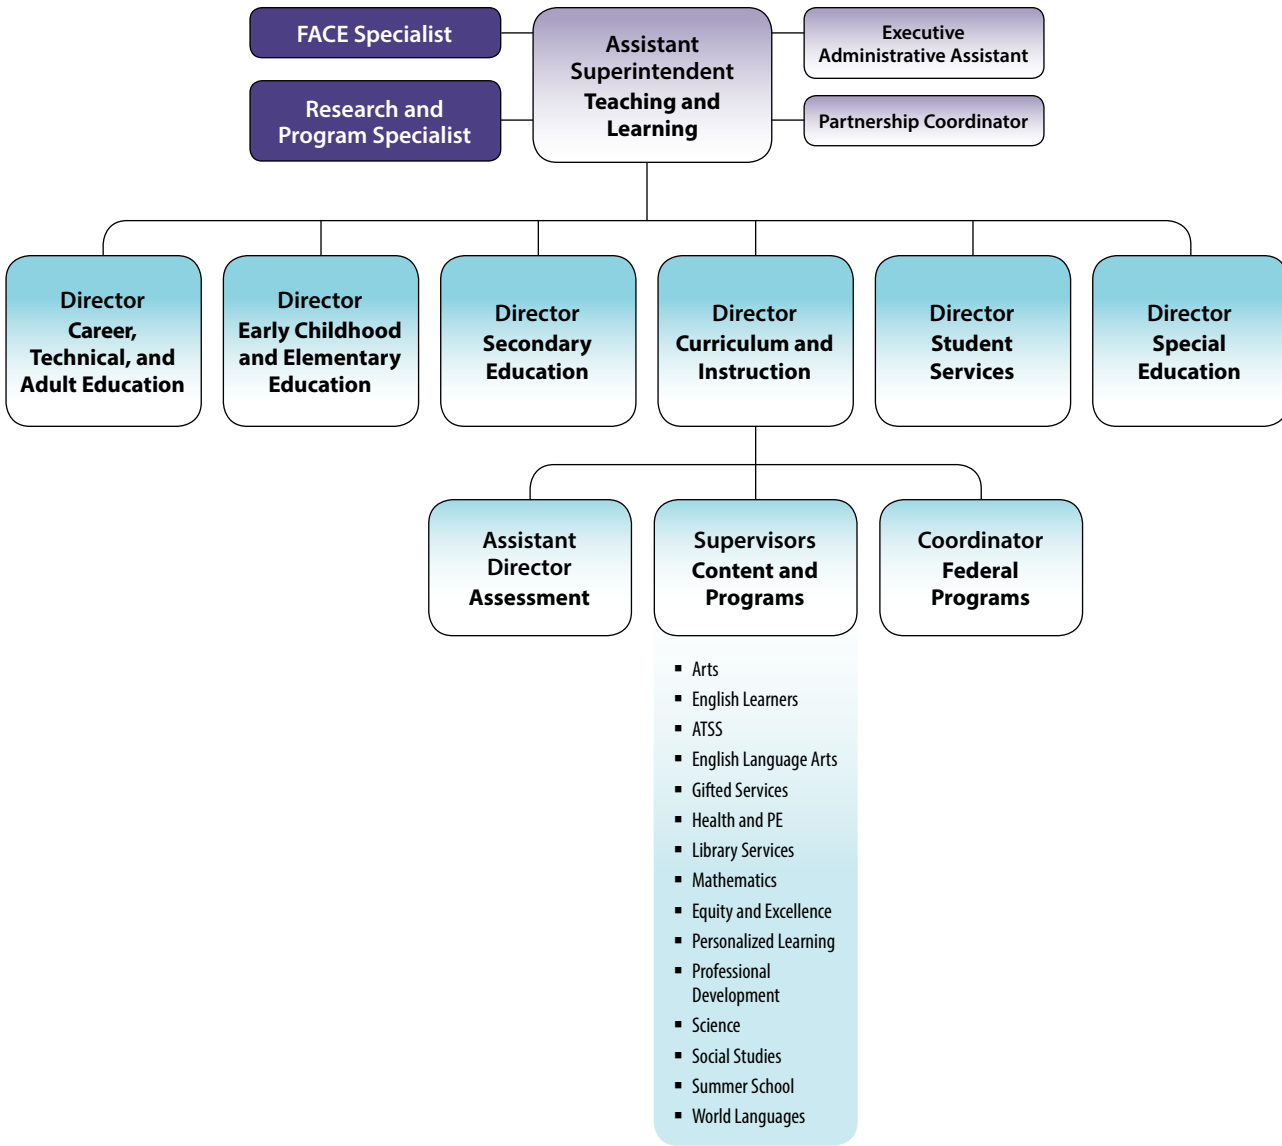 FACE Specialist
Research and
Program Specialist
Assistant
Superintendent
Teaching and
Learning
Executive
Administrative Assistant
Partnership Coordinator
Director
Career,
Technical, and
Adult Education
Director
Early Childhood
and Elementary
Education
Director
Secondary
Education
Director
Curriculum and
Instruction
Director
Student
Services
Director
Special
Education
Assistant
Director
Assessment
Supervisors
Content and
Programs
Coordinator
Federal
Programs
▪ Arts
▪ English Learners
▪ ATSS
▪ English Language Arts
▪ Gifted Services
▪ Health and PE
▪ Library Services
▪ Mathematics
▪ Equity and Excellence
▪ Personalized Learning
▪ Professional
Development
▪ Science
▪ Social Studies
▪ Summer School
▪ World Languages